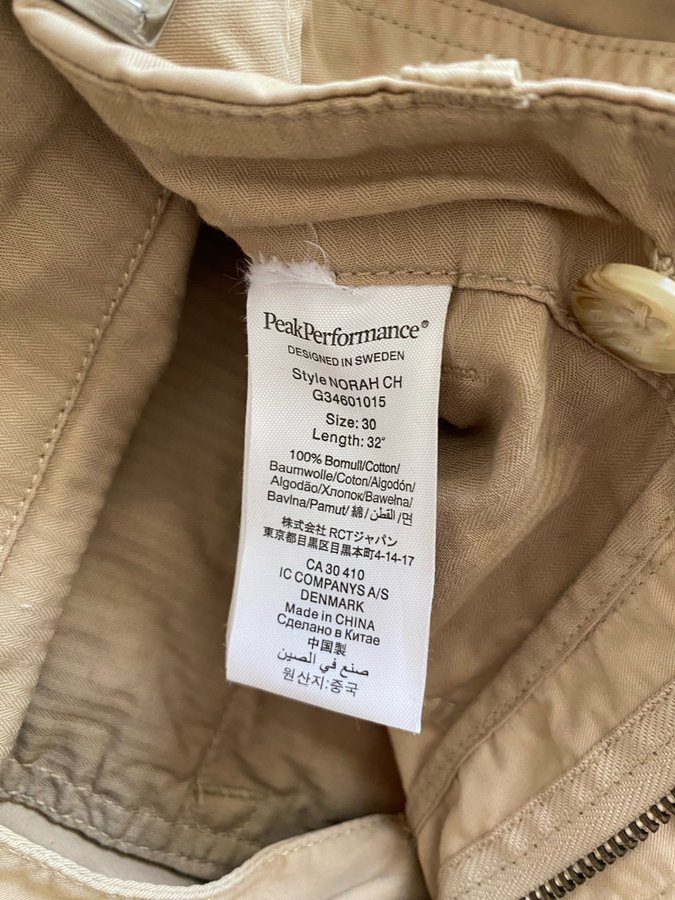 PeakPerformance®
DESIGNED IN SWEDEN
Style NORAH CH
G34601015
Size: 30
Length: 32"
100% Bomull/Cotton/
Baumwolle/Coton/Algodón/
Algodão/Хлопок/Bawełna/
Bavlna/Pamut/綿/القطن/면
株式会社 RCTジャパン
東京都目黒区目黒本町4-14-17
CA 30 410
IC COMPANYS A/S
DENMARK
Made in CHINA
Сделано в Китае
中国製
صنع في الصين
원산지:중국